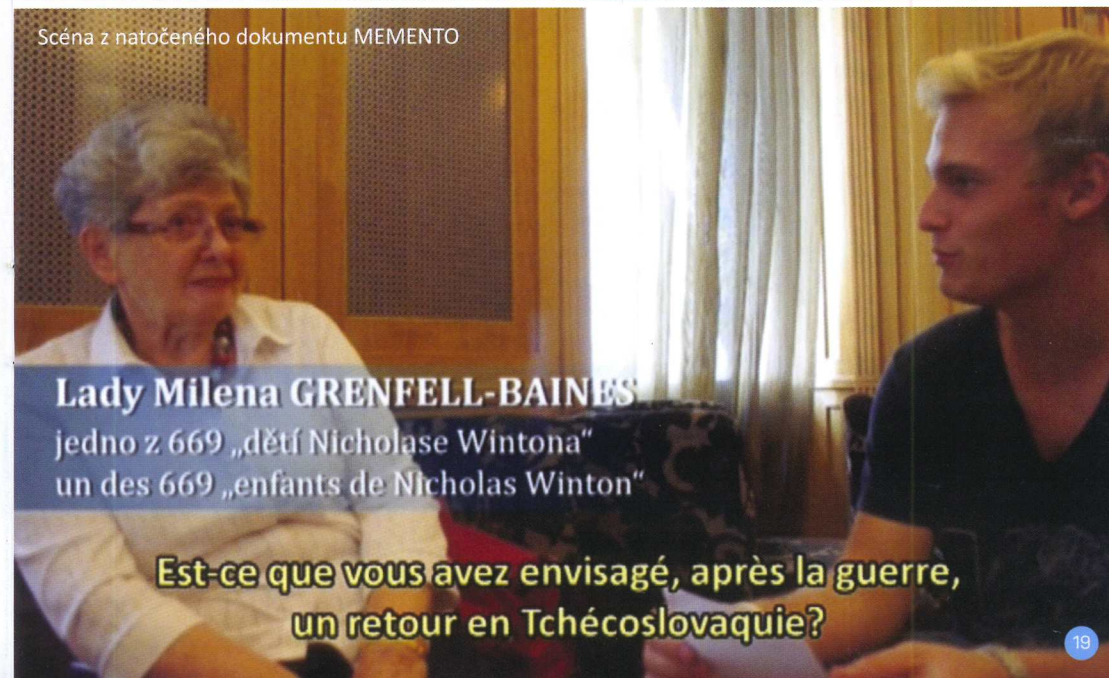 Scéna z natočeného dokumentu MEMENTO
Lady Milena GRENFELL-BAINES
jedno z 669 „dětí Nicholase Wintona“
un des 669 „enfants de Nicholas Winton“
Est-ce que vous avez envisagé, après la guerre,
un retour en Tchécoslovaquie?
19